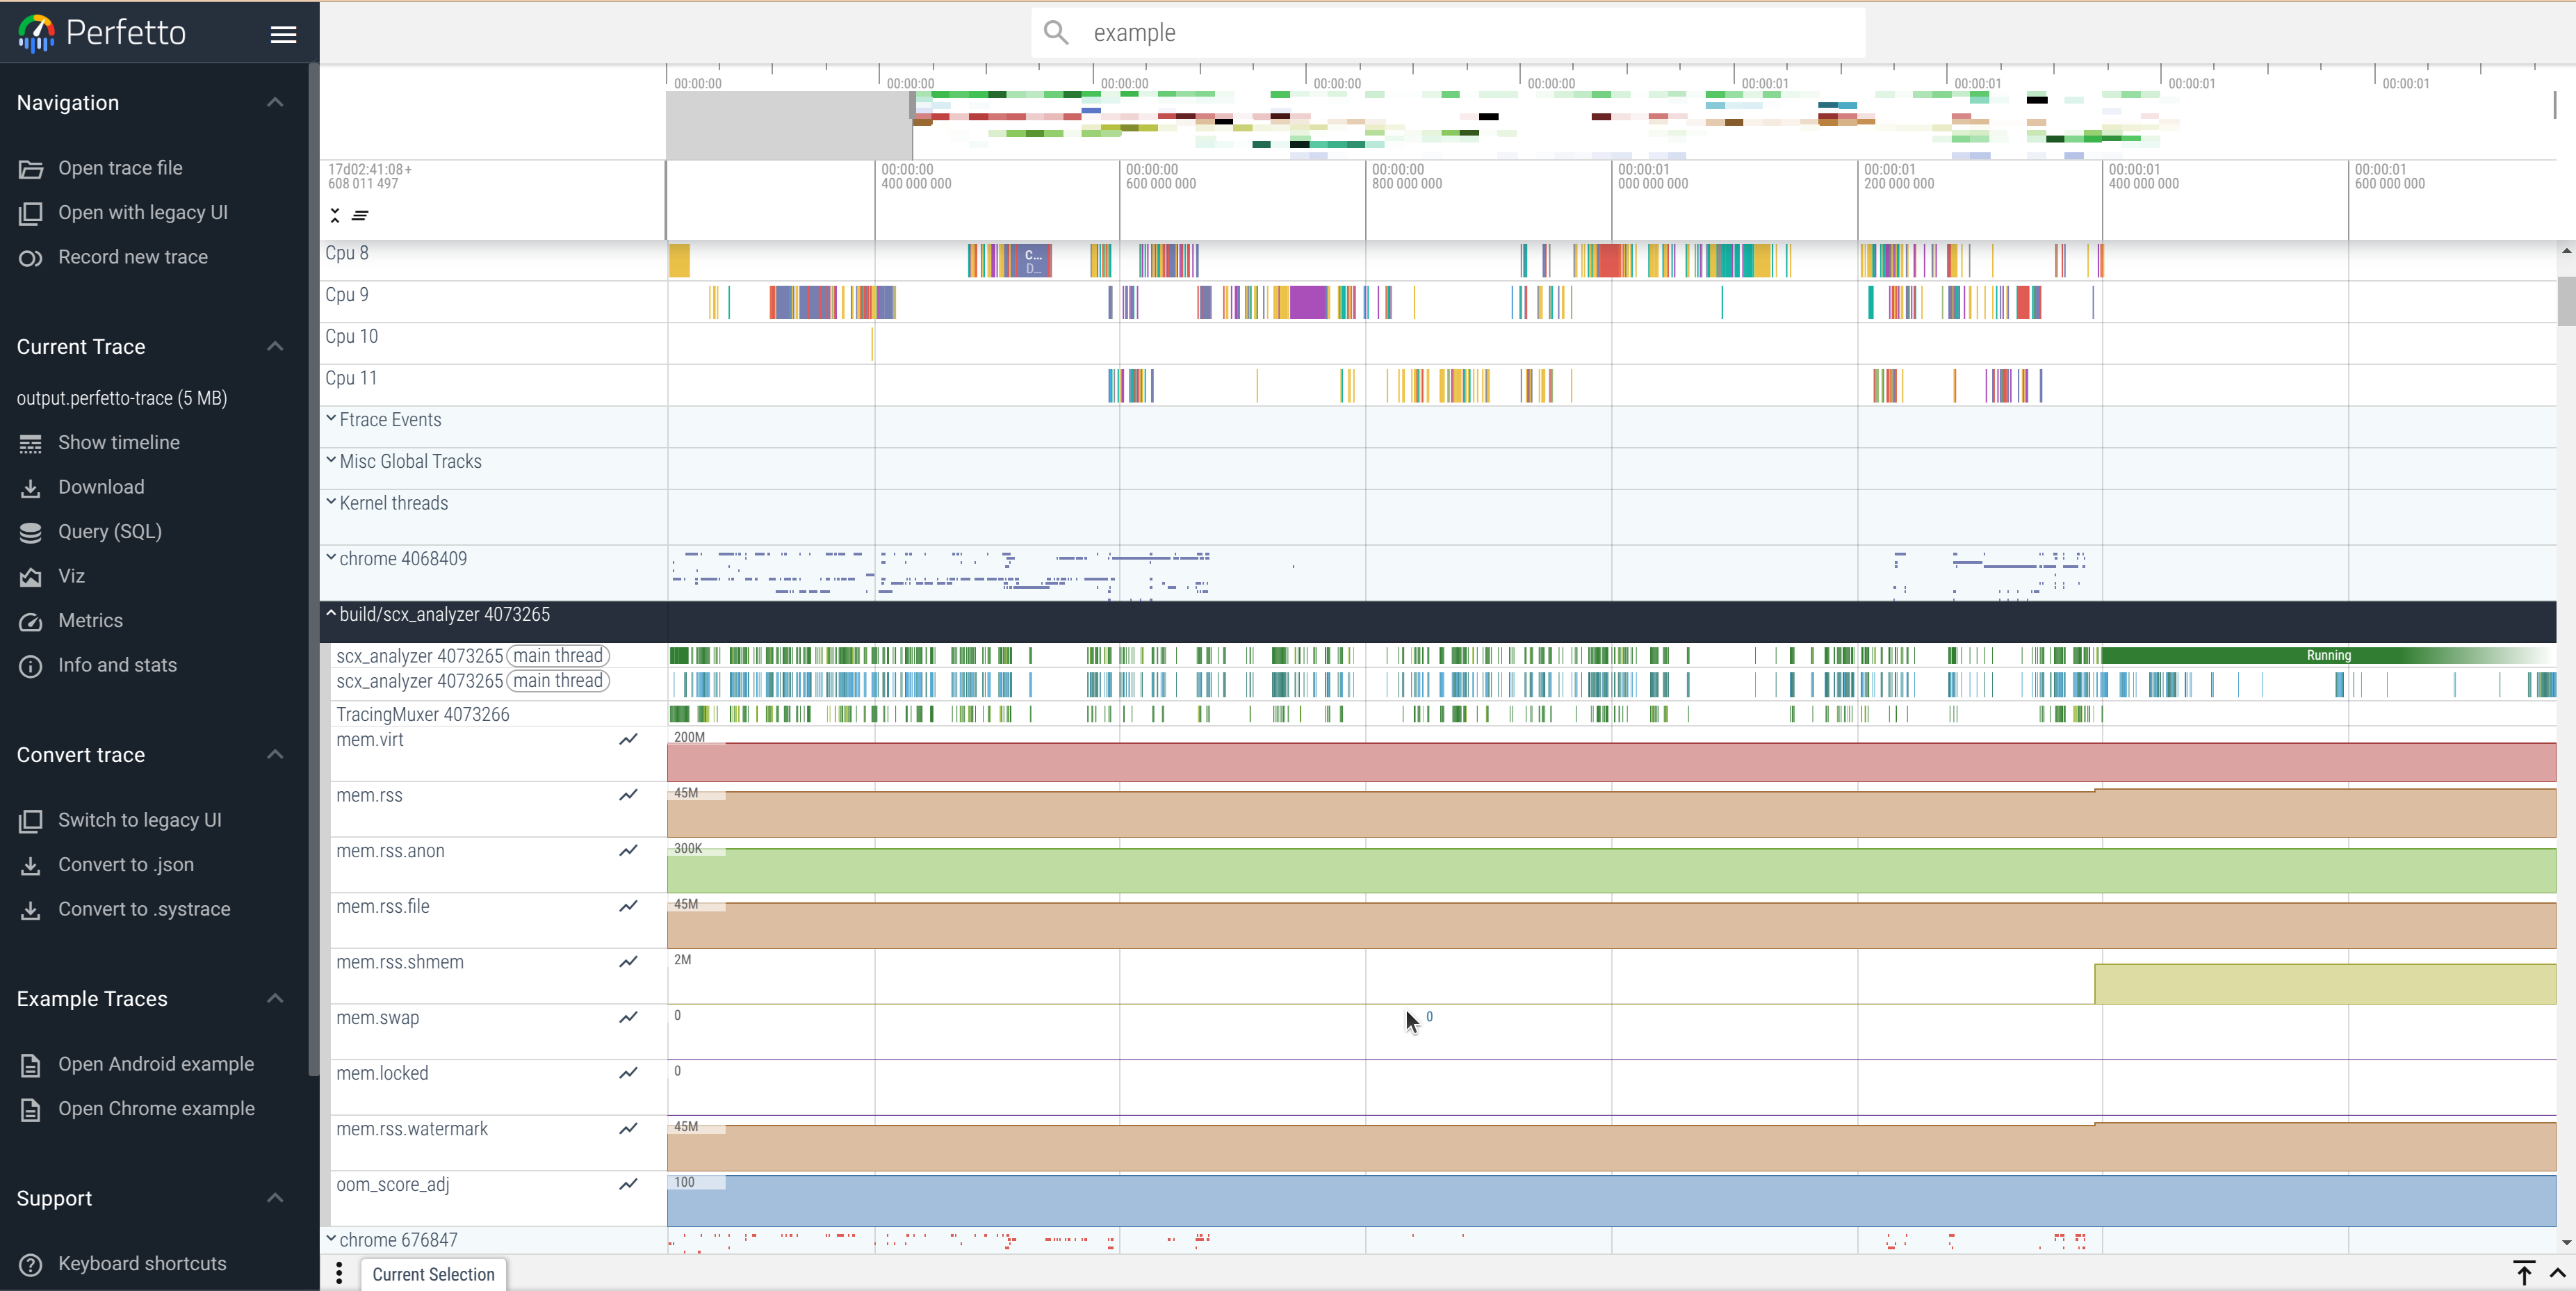 Perfetto
example
Navigation
Open trace file
Open with legacy UI
Record new trace
Current Trace
output.perfetto-trace (5 MB)
Show timeline
Download
Query (SQL)
Viz
Metrics
Info and stats
Convert trace
Switch to legacy UI
Convert to .json
Convert to .systrace
Example Traces
Open Android example
Open Chrome example
Support
Keyboard shortcuts
00:00:00 00:00:00 00:00:00 00:00:00 00:00:00 00:00:01 00:00:01 00:00:01 00:00:01
17d02:41:08+ 00:00:00 00:00:00 00:00:00 00:00:01 00:00:01 00:00:01 00:00:01
608 011 497 400 000 000 600 000 000 800 000 000 000 000 000 200 000 000 400 000 000 600 000 000
Cpu 8 C...
D...
Cpu 9
Cpu 10
Cpu 11
Ftrace Events
Misc Global Tracks
Kernel threads
chrome 4068409
build/scx_analyzer 4073265
scx_analyzer 4073265 main thread Running
scx_analyzer 4073265 main thread
TracingMuxer 4073266
mem.virt 200M
mem.rss 45M
mem.rss.anon 300K
mem.rss.file 45M
mem.rss.shmem 2M
mem.swap 0 0
mem.locked 0
mem.rss.watermark 45M
oom_score_adj 100
chrome 676847
Current Selection